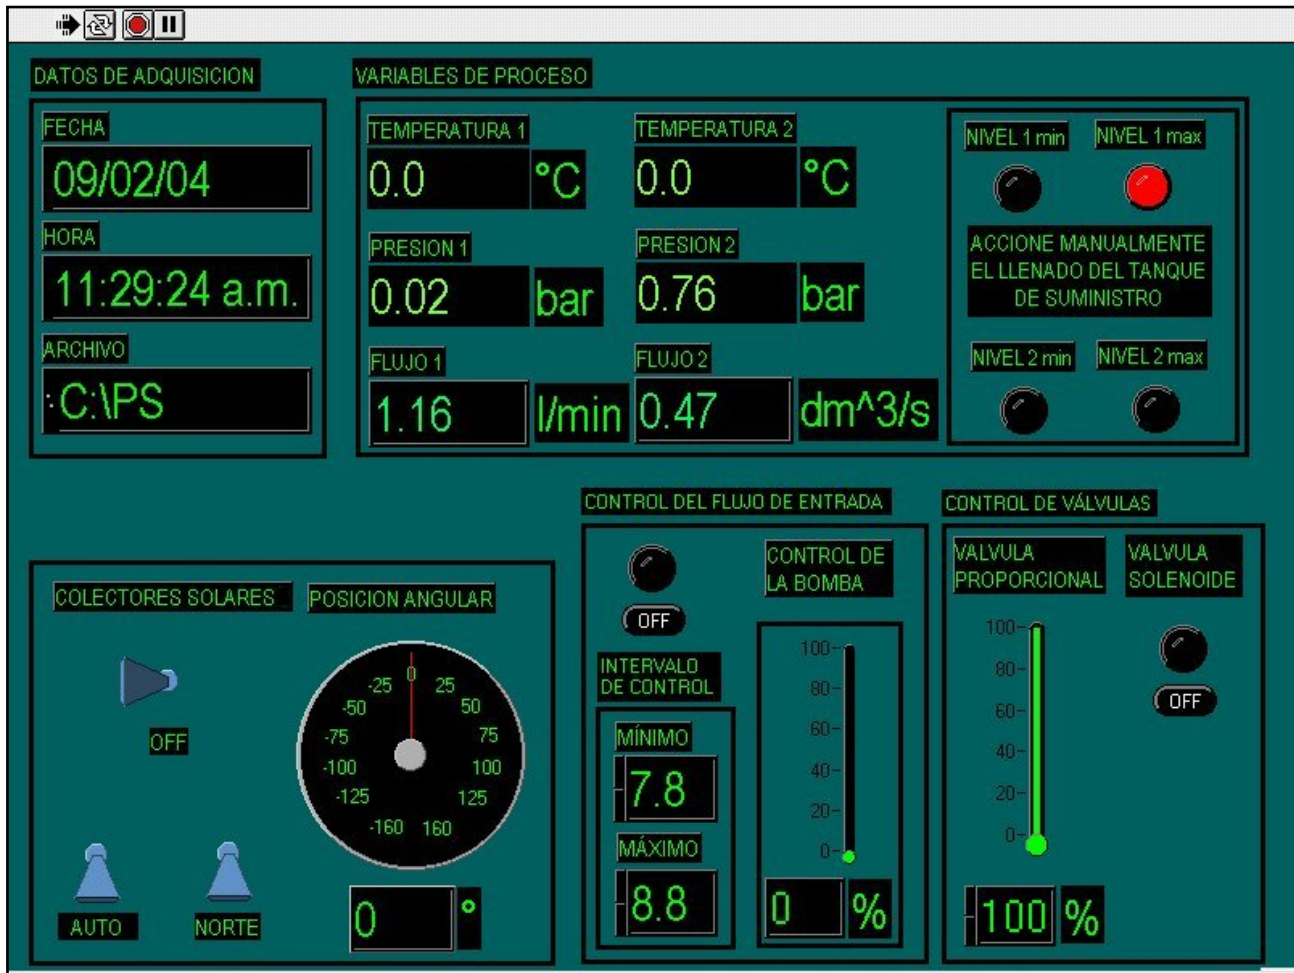 DATOS DE ADQUISICION
FECHA
09/02/04
HORA
11:29:24 a.m.
ARCHIVO
C:\PS
VARIABLES DE PROCESO
TEMPERATURA 1
0.0 °C
TEMPERATURA 2
0.0 °C
PRESION 1
0.02 bar
PRESION 2
0.76 bar
FLUJO 1
1.16 l/min
FLUJO 2
0.47 dm^3/s
NIVEL 1 min
NIVEL 1 max
ACCIONE MANUALMENTE
EL LLENADO DEL TANQUE
DE SUMINISTRO
NIVEL 2 min
NIVEL 2 max
COLECTORES SOLARES
OFF
AUTO
NORTE
POSICION ANGULAR
0
-25 25
-50 50
-75 75
-100 100
-125 125
-160 160
0 °
CONTROL DEL FLUJO DE ENTRADA
OFF
INTERVALO
DE CONTROL
MÍNIMO
7.8
MÁXIMO
8.8
CONTROL DE
LA BOMBA
100
80
60
40
20
0
0 %
CONTROL DE VÁLVULAS
VALVULA
PROPORCIONAL
100
80
60
40
20
0
100 %
VALVULA
SOLENOIDE
OFF